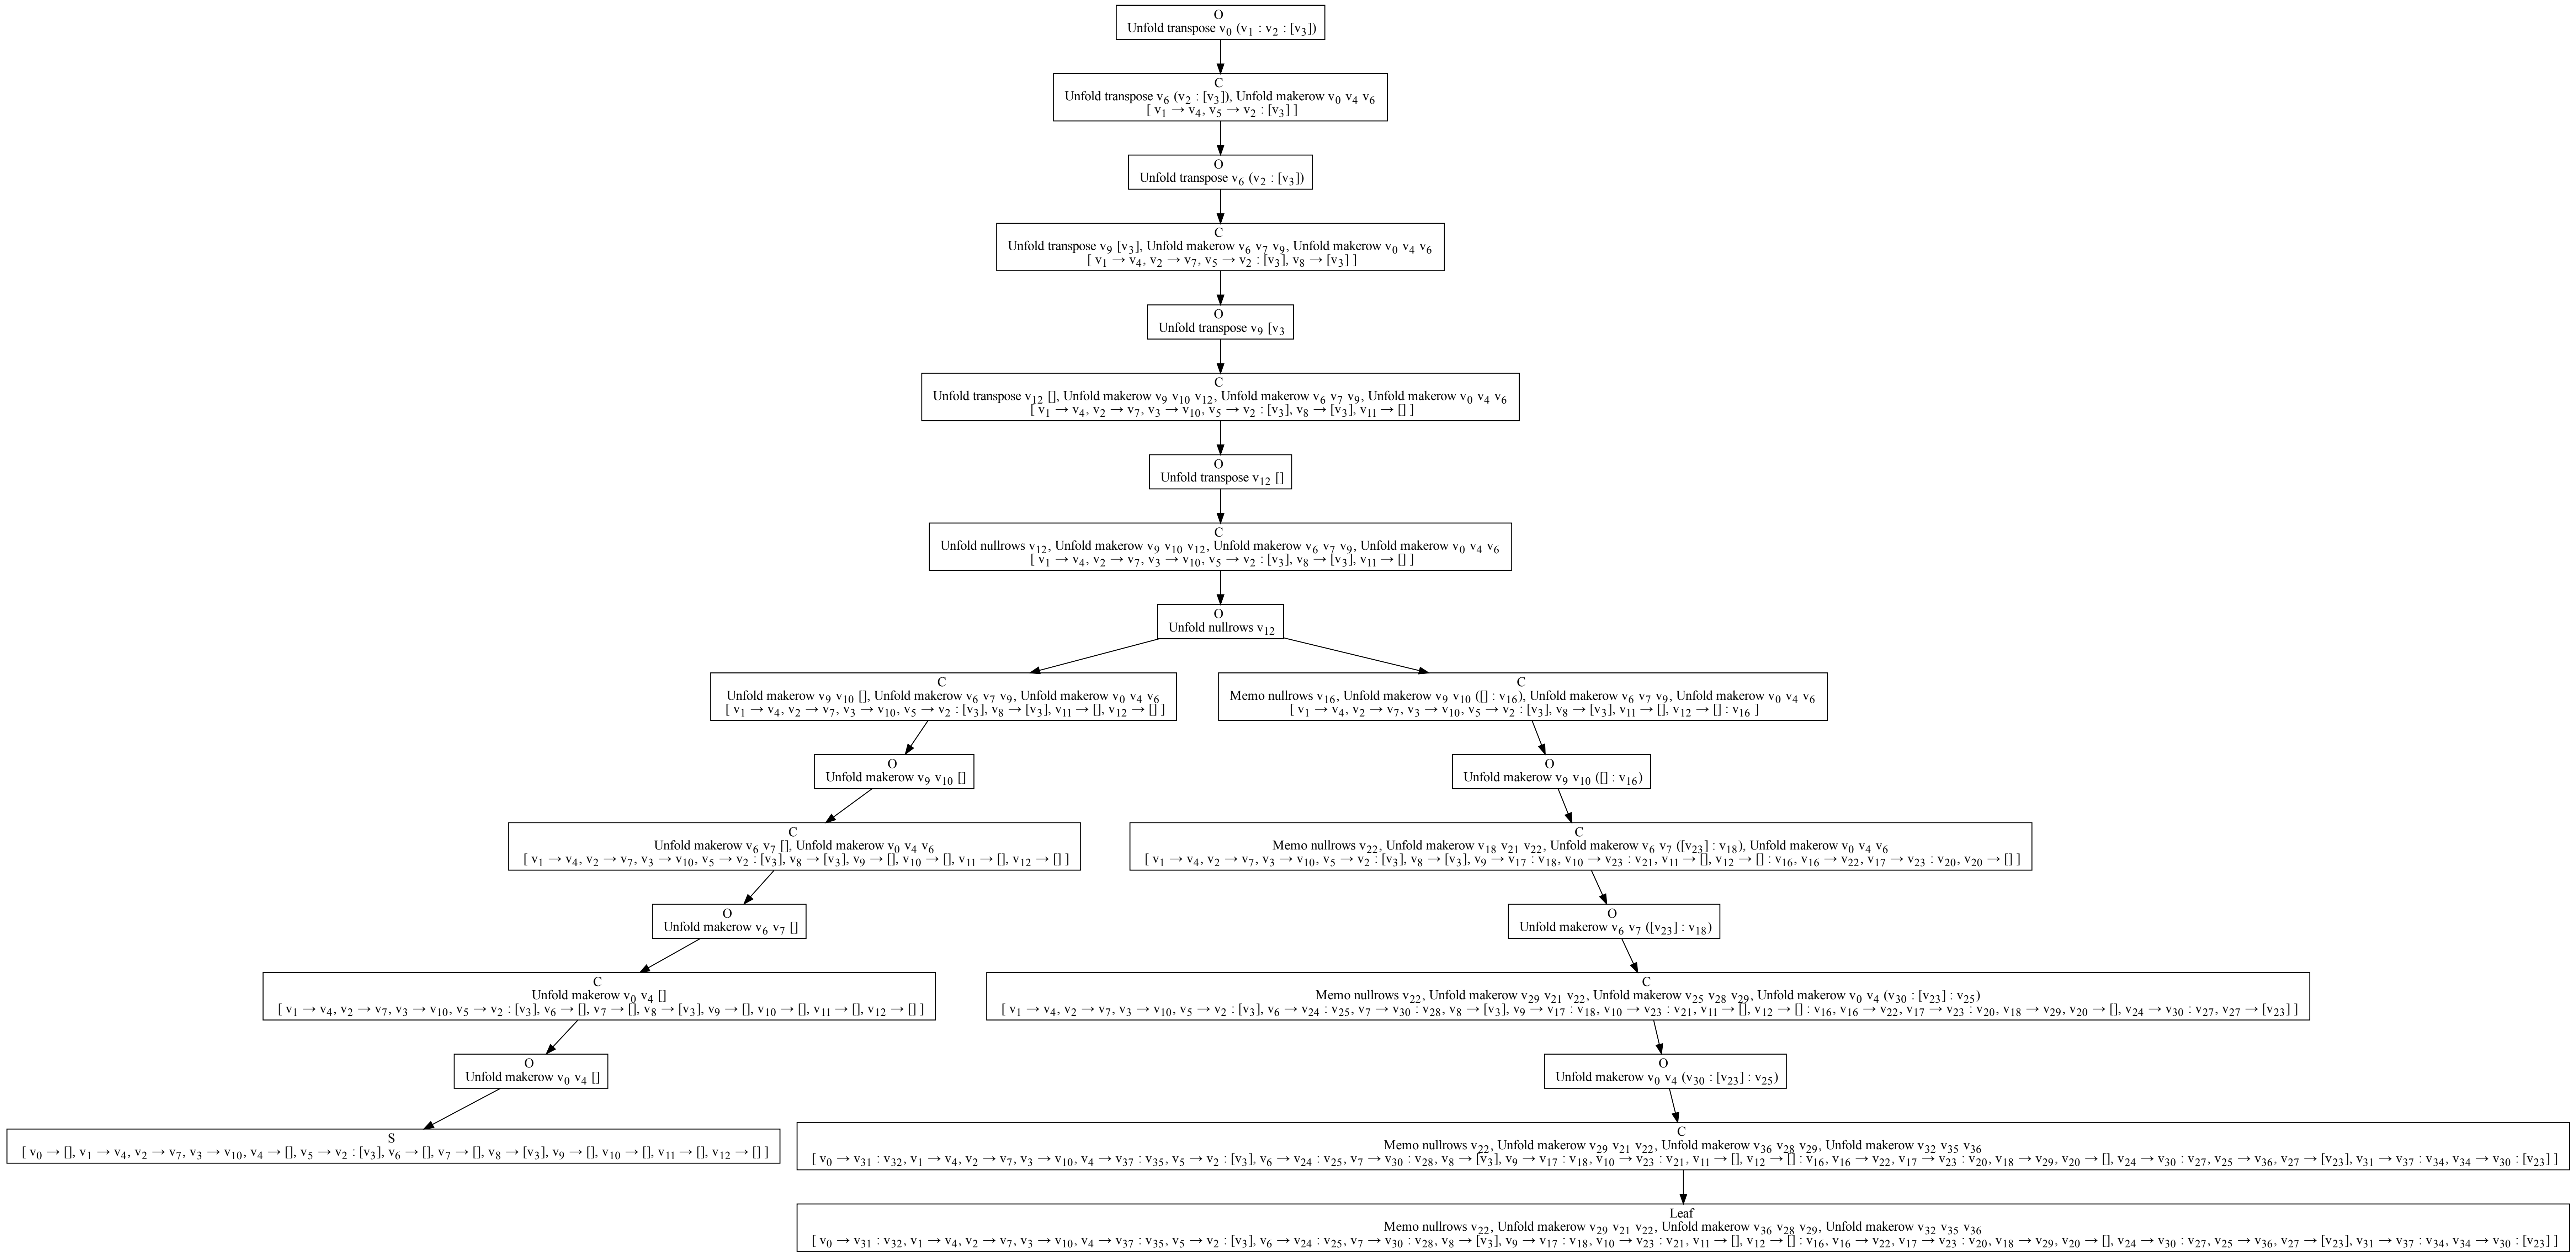 O
Unfold transpose v₀ (v₁ : v₂ : [v₃])
C
Unfold transpose v₆ (v₂ : [v₃]), Unfold makerow v₀ v₄ v₆
[ v₁ → v₄, v₅ → v₂ : [v₃] ]
O
Unfold transpose v₆ (v₂ : [v₃])
C
Unfold transpose v₉ [v₃], Unfold makerow v₆ v₇ v₉, Unfold makerow v₀ v₄ v₆
[ v₁ → v₄, v₂ → v₇, v₅ → v₂ : [v₃], v₈ → [v₃] ]
O
Unfold transpose v₉ [v₃
C
Unfold transpose v₁₂ [], Unfold makerow v₉ v₁₀ v₁₂, Unfold makerow v₆ v₇ v₉, Unfold makerow v₀ v₄ v₆
[ v₁ → v₄, v₂ → v₇, v₃ → v₁₀, v₅ → v₂ : [v₃], v₈ → [v₃], v₁₁ → [] ]
O
Unfold transpose v₁₂ []
C
Unfold nullrows v₁₂, Unfold makerow v₉ v₁₀ v₁₂, Unfold makerow v₆ v₇ v₉, Unfold makerow v₀ v₄ v₆
[ v₁ → v₄, v₂ → v₇, v₃ → v₁₀, v₅ → v₂ : [v₃], v₈ → [v₃], v₁₁ → [] ]
O
Unfold nullrows v₁₂
C
Unfold makerow v₉ v₁₀ [], Unfold makerow v₆ v₇ v₉, Unfold makerow v₀ v₄ v₆
[ v₁ → v₄, v₂ → v₇, v₃ → v₁₀, v₅ → v₂ : [v₃], v₈ → [v₃], v₁₁ → [], v₁₂ → [] ]
C
Memo nullrows v₁₆, Unfold makerow v₉ v₁₀ ([] : v₁₆), Unfold makerow v₆ v₇ v₉, Unfold makerow v₀ v₄ v₆
[ v₁ → v₄, v₂ → v₇, v₃ → v₁₀, v₅ → v₂ : [v₃], v₈ → [v₃], v₁₁ → [], v₁₂ → [] : v₁₆ ]
O
Unfold makerow v₉ v₁₀ []
O
Unfold makerow v₉ v₁₀ ([] : v₁₆)
C
Unfold makerow v₆ v₇ [], Unfold makerow v₀ v₄ v₆
[ v₁ → v₄, v₂ → v₇, v₃ → v₁₀, v₅ → v₂ : [v₃], v₈ → [v₃], v₉ → [], v₁₀ → [], v₁₁ → [], v₁₂ → [] ]
C
Memo nullrows v₂₂, Unfold makerow v₁₈ v₂₁ v₂₂, Unfold makerow v₆ v₇ ([v₂₃] : v₁₈), Unfold makerow v₀ v₄ v₆
[ v₁ → v₄, v₂ → v₇, v₃ → v₁₀, v₅ → v₂ : [v₃], v₈ → [v₃], v₉ → v₁₇ : v₁₈, v₁₀ → v₂₃ : v₂₁, v₁₁ → [], v₁₂ → [] : v₁₆, v₁₆ → v₂₂, v₁₇ → v₂₃ : v₂₀, v₂₀ → [] ]
O
Unfold makerow v₆ v₇ []
O
Unfold makerow v₆ v₇ ([v₂₃] : v₁₈)
C
Unfold makerow v₀ v₄ []
[ v₁ → v₄, v₂ → v₇, v₃ → v₁₀, v₅ → v₂ : [v₃], v₆ → [], v₇ → [], v₈ → [v₃], v₉ → [], v₁₀ → [], v₁₁ → [], v₁₂ → [] ]
C
Memo nullrows v₂₂, Unfold makerow v₂₉ v₂₁ v₂₂, Unfold makerow v₂₅ v₂₈ v₂₉, Unfold makerow v₀ v₄ (v₃₀ : [v₂₃] : v₂₅)
[ v₁ → v₄, v₂ → v₇, v₃ → v₁₀, v₅ → v₂ : [v₃], v₆ → v₂₄ : v₂₅, v₇ → v₃₀ : v₂₈, v₈ → [v₃], v₉ → v₁₇ : v₁₈, v₁₀ → v₂₃ : v₂₁, v₁₁ → [], v₁₂ → [] : v₁₆, v₁₆ → v₂₂, v₁₇ → v₂₃ : v₂₀, v₁₈ → v₂₉, v₂₀ → [], v₂₄ → v₃₀ : v₂₇, v₂₇ → [v₂₃] ]
O
Unfold makerow v₀ v₄ []
O
Unfold makerow v₀ v₄ (v₃₀ : [v₂₃] : v₂₅)
S
[ v₀ → [], v₁ → v₄, v₂ → v₇, v₃ → v₁₀, v₄ → [], v₅ → v₂ : [v₃], v₆ → [], v₇ → [], v₈ → [v₃], v₉ → [], v₁₀ → [], v₁₁ → [], v₁₂ → [] ]
C
Memo nullrows v₂₂, Unfold makerow v₂₉ v₂₁ v₂₂, Unfold makerow v₃₆ v₂₈ v₂₉, Unfold makerow v₃₂ v₃₅ v₃₆
[ v₀ → v₃₁ : v₃₂, v₁ → v₄, v₂ → v₇, v₃ → v₁₀, v₄ → v₃₇ : v₃₅, v₅ → v₂ : [v₃], v₆ → v₂₄ : v₂₅, v₇ → v₃₀ : v₂₈, v₈ → [v₃], v₉ → v₁₇ : v₁₈, v₁₀ → v₂₃ : v₂₁, v₁₁ → [], v₁₂ → [] : v₁₆, v₁₆ → v₂₂, v₁₇ → v₂₃ : v₂₀, v₁₈ → v₂₉, v₂₀ → [], v₂₄ → v₃₀ : v₂₇, v₂₅ → v₃₆, v₂₇ → [v₂₃], v₃₁ → v₃₇ : v₃₄, v₃₄ → v₃₀ : [v₂₃] ]
Leaf
Memo nullrows v₂₂, Unfold makerow v₂₉ v₂₁ v₂₂, Unfold makerow v₃₆ v₂₈ v₂₉, Unfold makerow v₃₂ v₃₅ v₃₆
[ v₀ → v₃₁ : v₃₂, v₁ → v₄, v₂ → v₇, v₃ → v₁₀, v₄ → v₃₇ : v₃₅, v₅ → v₂ : [v₃], v₆ → v₂₄ : v₂₅, v₇ → v₃₀ : v₂₈, v₈ → [v₃], v₉ → v₁₇ : v₁₈, v₁₀ → v₂₃ : v₂₁, v₁₁ → [], v₁₂ → [] : v₁₆, v₁₆ → v₂₂, v₁₇ → v₂₃ : v₂₀, v₁₈ → v₂₉, v₂₀ → [], v₂₄ → v₃₀ : v₂₇, v₂₅ → v₃₆, v₂₇ → [v₂₃], v₃₁ → v₃₇ : v₃₄, v₃₄ → v₃₀ : [v₂₃] ]